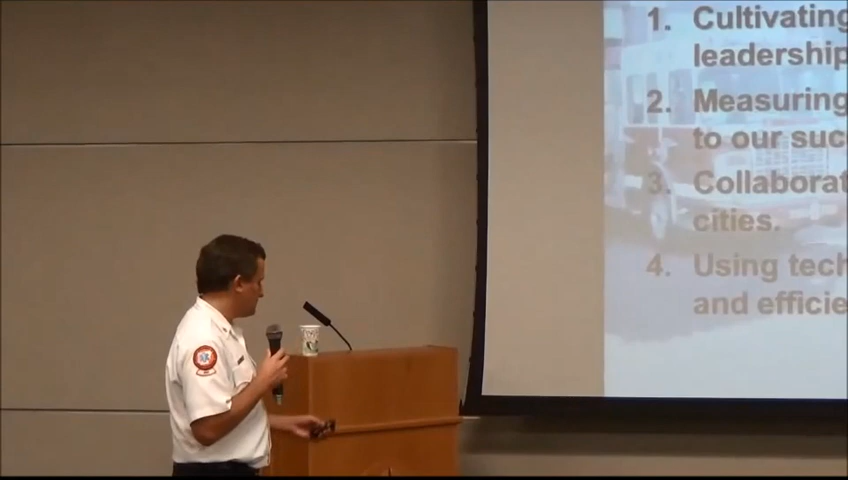 1. Cultivating
leadership
2. Measuring
to our suc
3. Collaborat
cities.
4. Using tech
and efficie